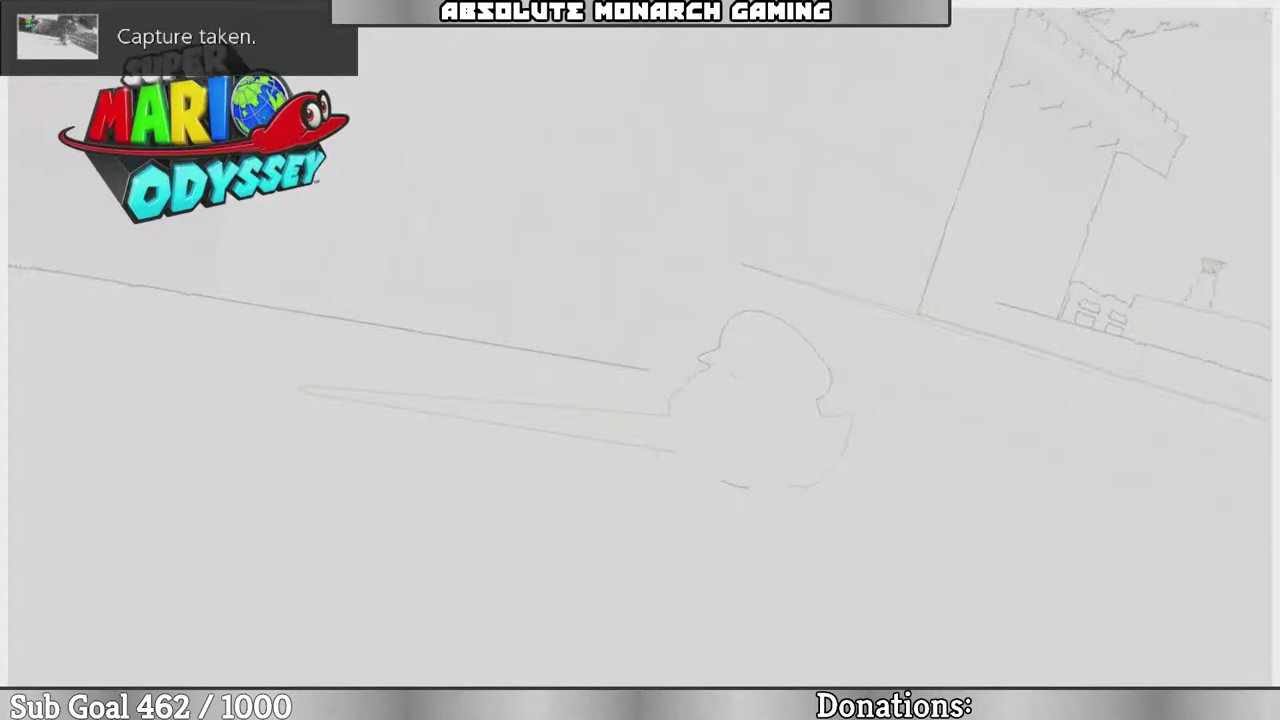 ABSOLUTE MONARCH GAMING
Capture taken.
SUPER
MARIO
ODYSSEY
Sub Goal 462 / 1000
Donations: